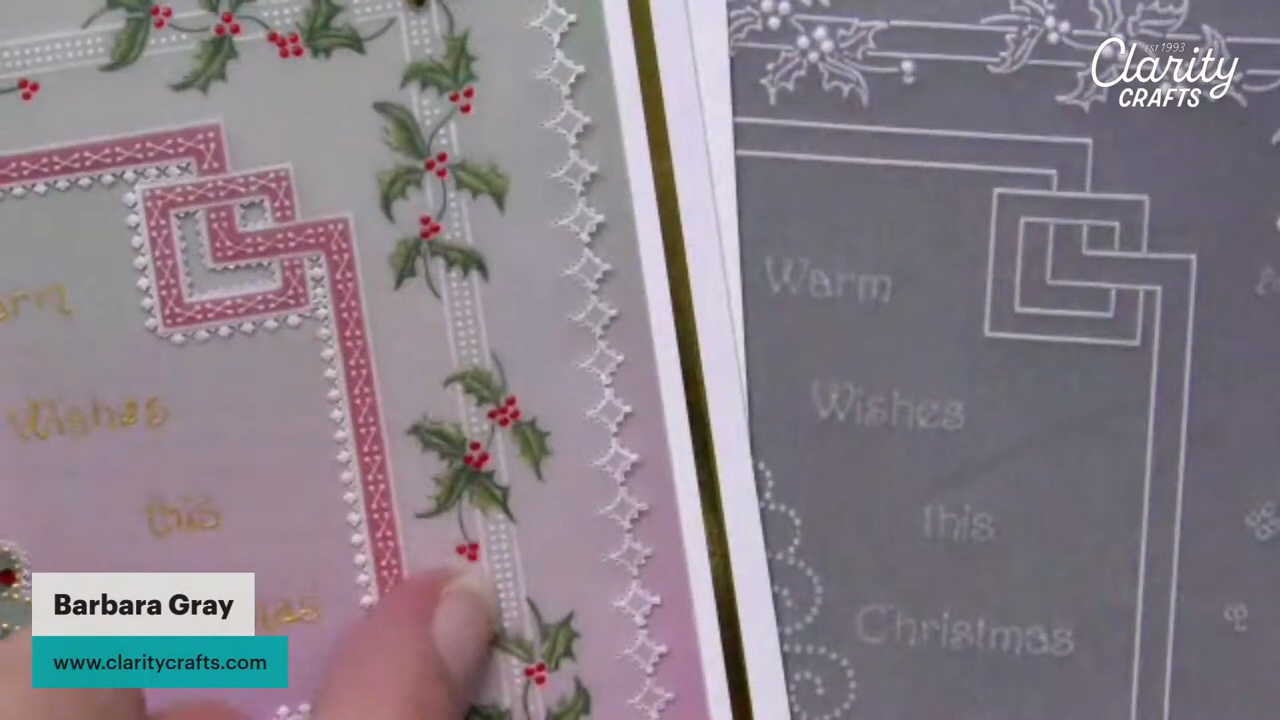 EST 1993
Clarity
CRAFTS
Wishes
this
Warm
Wishes
this
Christmas
Barbara Gray
www.claritycrafts.com